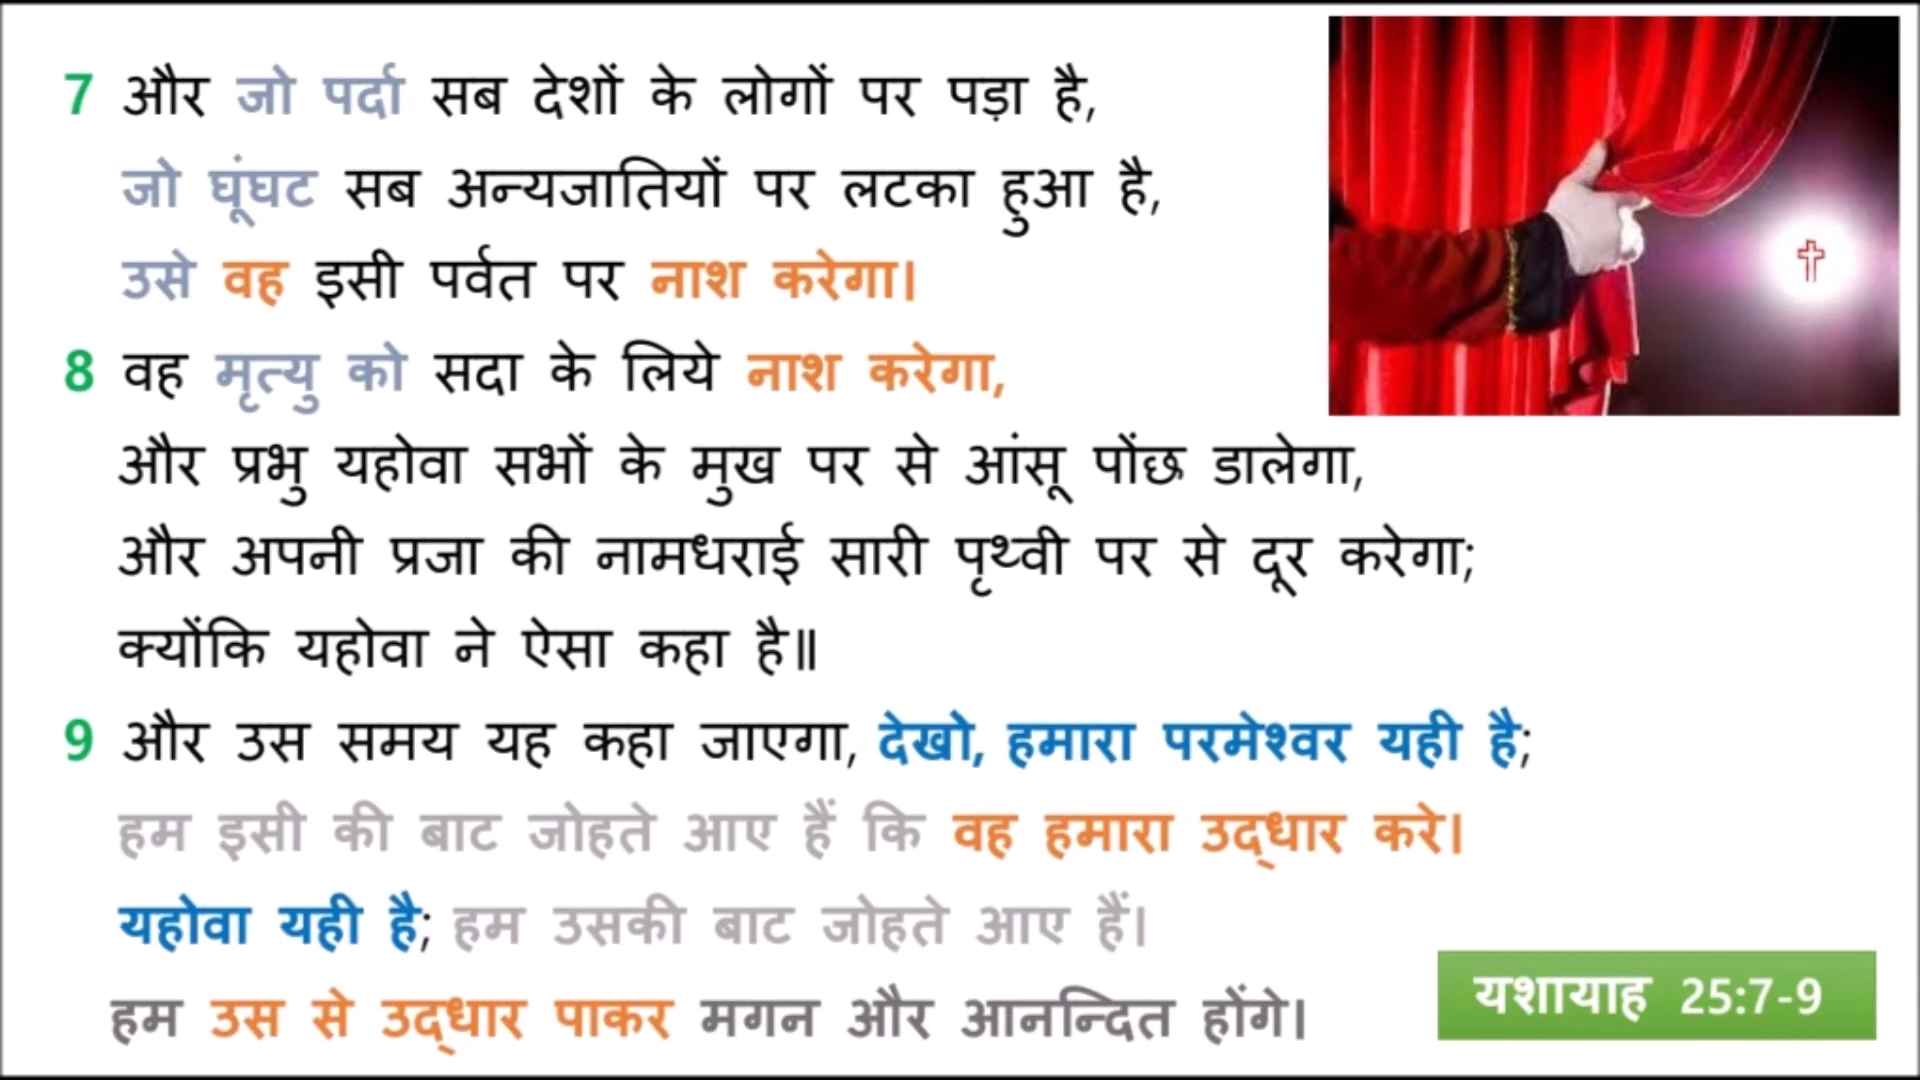 7 और जो पर्दा सब देशों के लोगों पर पड़ा है,
जो घूंघट सब अन्यजातियों पर लटका हुआ है,
उसे वह इसी पर्वत पर नाश करेगा।
8 वह मृत्यु को सदा के लिये नाश करेगा,
और प्रभु यहोवा सभों के मुख पर से आंसू पोंछ डालेगा,
और अपनी प्रजा की नामधराई सारी पृथ्वी पर से दूर करेगा;
क्योंकि यहोवा ने ऐसा कहा है॥
9 और उस समय यह कहा जाएगा, देखो, हमारा परमेश्वर यही है;
हम इसी की बाट जोहते आए हैं कि वह हमारा उद्धार करे।
यहोवा यही है; हम उसकी बाट जोहते आए हैं।
हम उस से उद्धार पाकर मगन और आनन्दित होंगे।
यशायाह 25:7-9